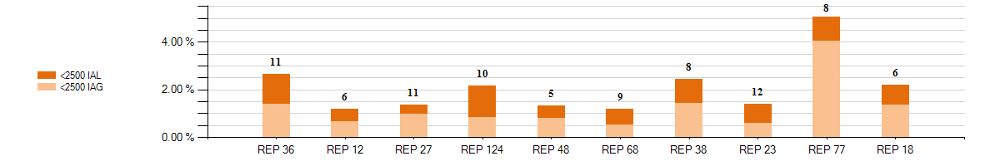 8
4.00 %
11
8
10
6
<2500 IAL
<2500 IAG
2.00 %
6
11
5
9
12
0.00 %
REP 36
REP 12
REP 27
REP 124
REP 48
REP 68
REP 38
REP 23
REP 77
REP 18